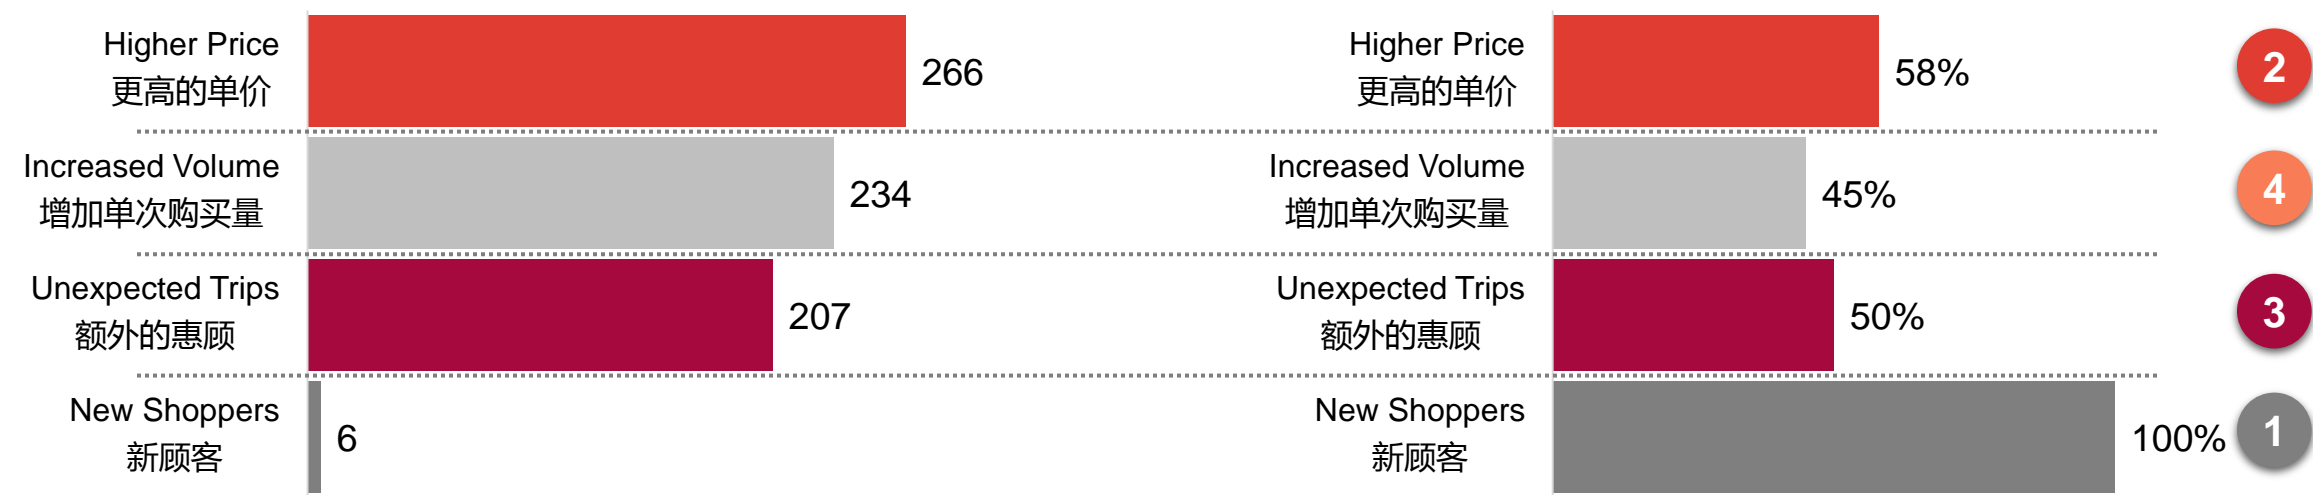 Higher Price
更高的单价
266
Increased Volume
增加单次购买量
234
Unexpected Trips
额外的惠顾
207
New Shoppers
新顾客
6
Higher Price
更高的单价
58%
2
Increased Volume
增加单次购买量
45%
4
Unexpected Trips
额外的惠顾
50%
3
New Shoppers
新顾客
100%
1